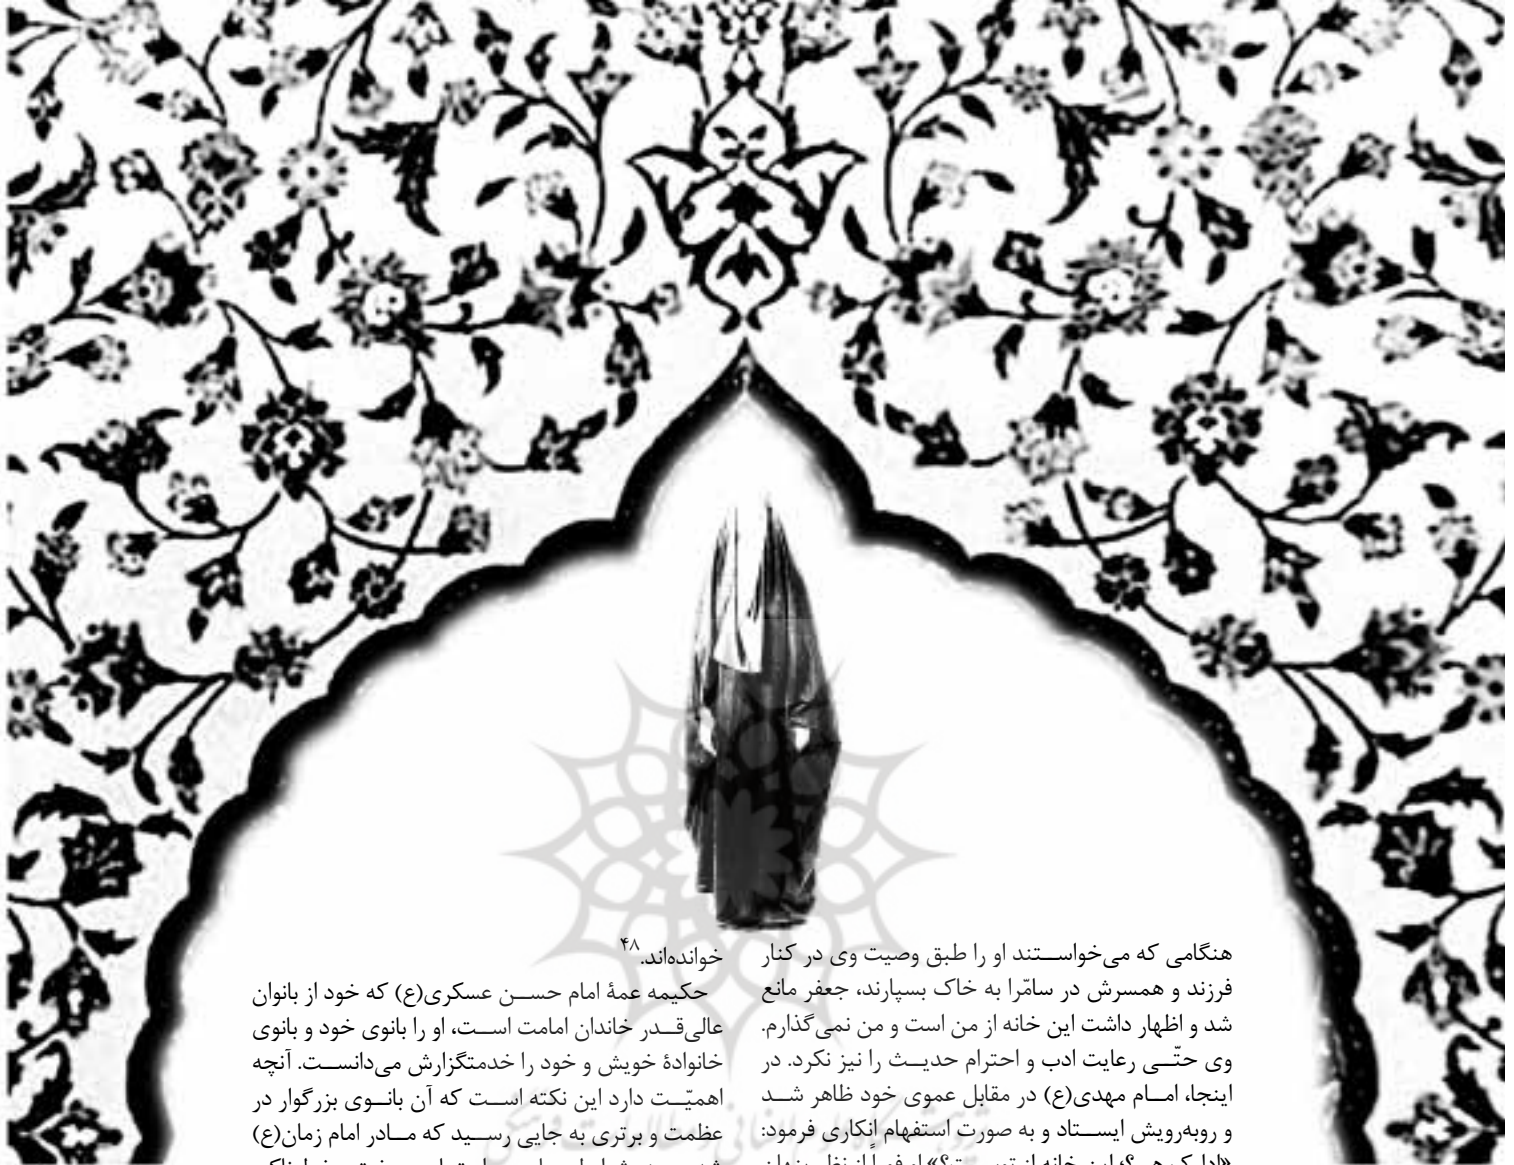 هنگامی که می‌خواســتند او را طبق وصیت وی در کنار
فرزند و همسرش در سامّرا به خاک بسپارند، جعفر مانع
شد و اظهار داشت این خانه از من است و من نمی‌گذارم.
وی حتّــی رعایت ادب و احترام حدیــث را نیز نکرد. در
اینجا، امــام مهدی(ع) در مقابل عموی خود ظاهر شــد
و روبه‌رویش ایســتاد و به صورت استفهام انکاری فرمود:
خوانده‌اند.۴۸
حکیمه عمۀ امام حســن عسکری(ع) که خود از بانوان
عالی‌قــدر خاندان امامت اســت، او را بانوی خود و بانوی
خانوادۀ خویش و خود را خدمتگزارش می‌دانســت. آنچه
اهمیّــت دارد این نکته اســت که آن بانــوی بزرگوار در
عظمت و برتری به جایی رســید که مــادر امام زمان(ع)